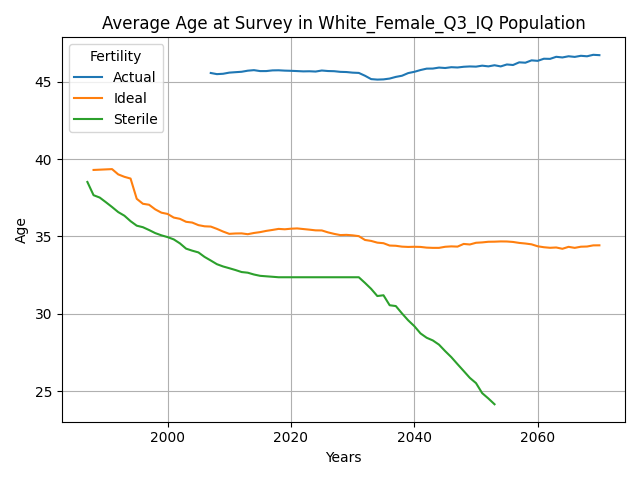 Average Age at Survey in White_Female_Q3_IQ Population
Fertility
Actual
Ideal
Sterile
45
40
35
30
25
Age
2000
2020
2040
2060
Years